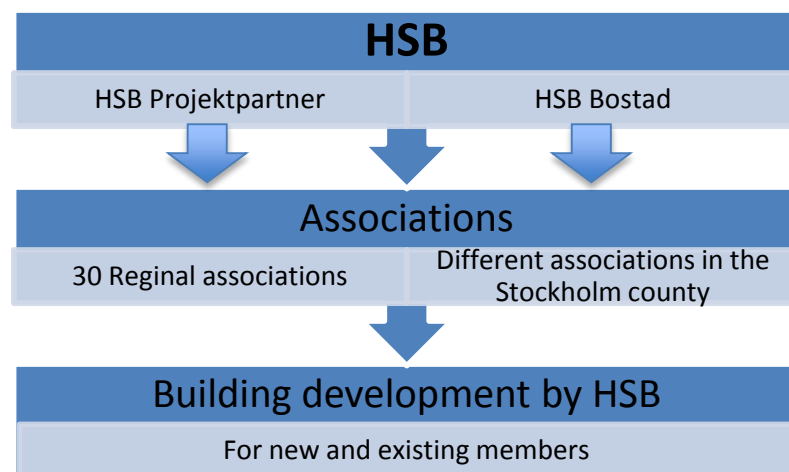 HSB
HSB Projektpartner
HSB Bostad
Associations
30 Reginal associations
Different associations in the
Stockholm county
Building development by HSB
For new and existing members